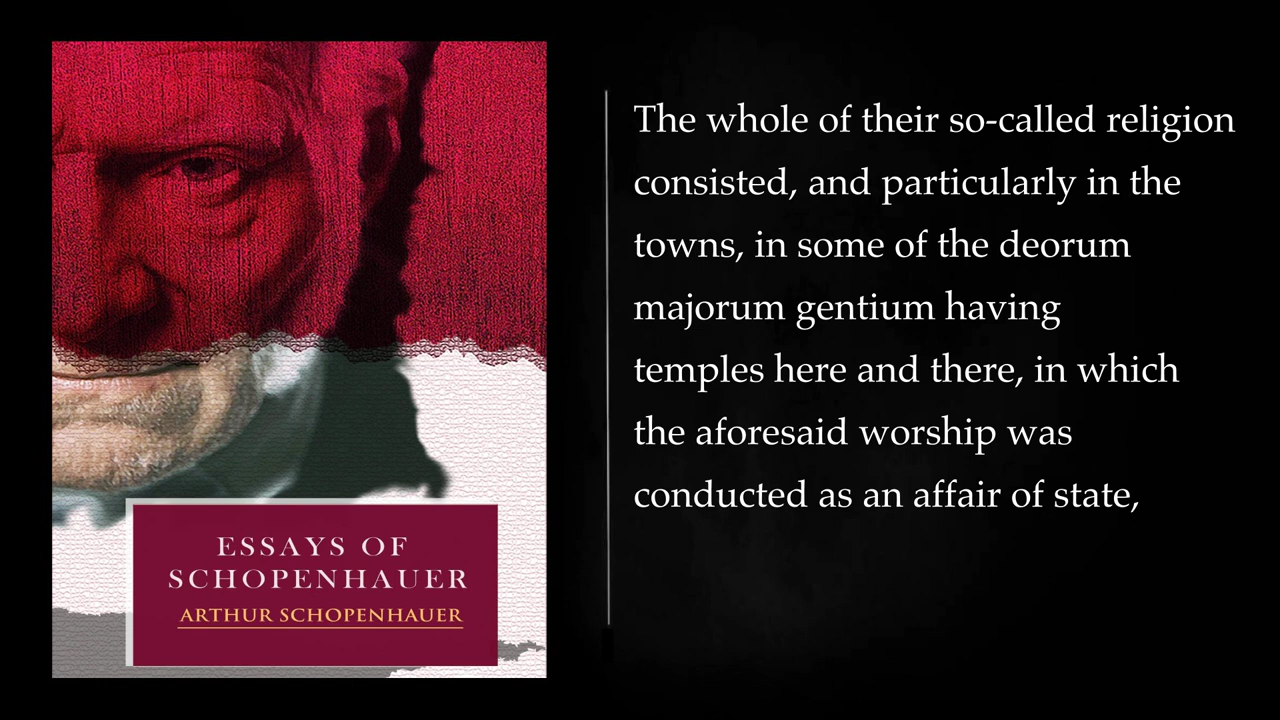 ESSAYS OF
SCHOPENHAUER
ARTHUR SCHOPENHAUER
The whole of their so-called religion
consisted, and particularly in the
towns, in some of the deorum
majorum gentium having
temples here and there, in which
the aforesaid worship was
conducted as an affair of state,